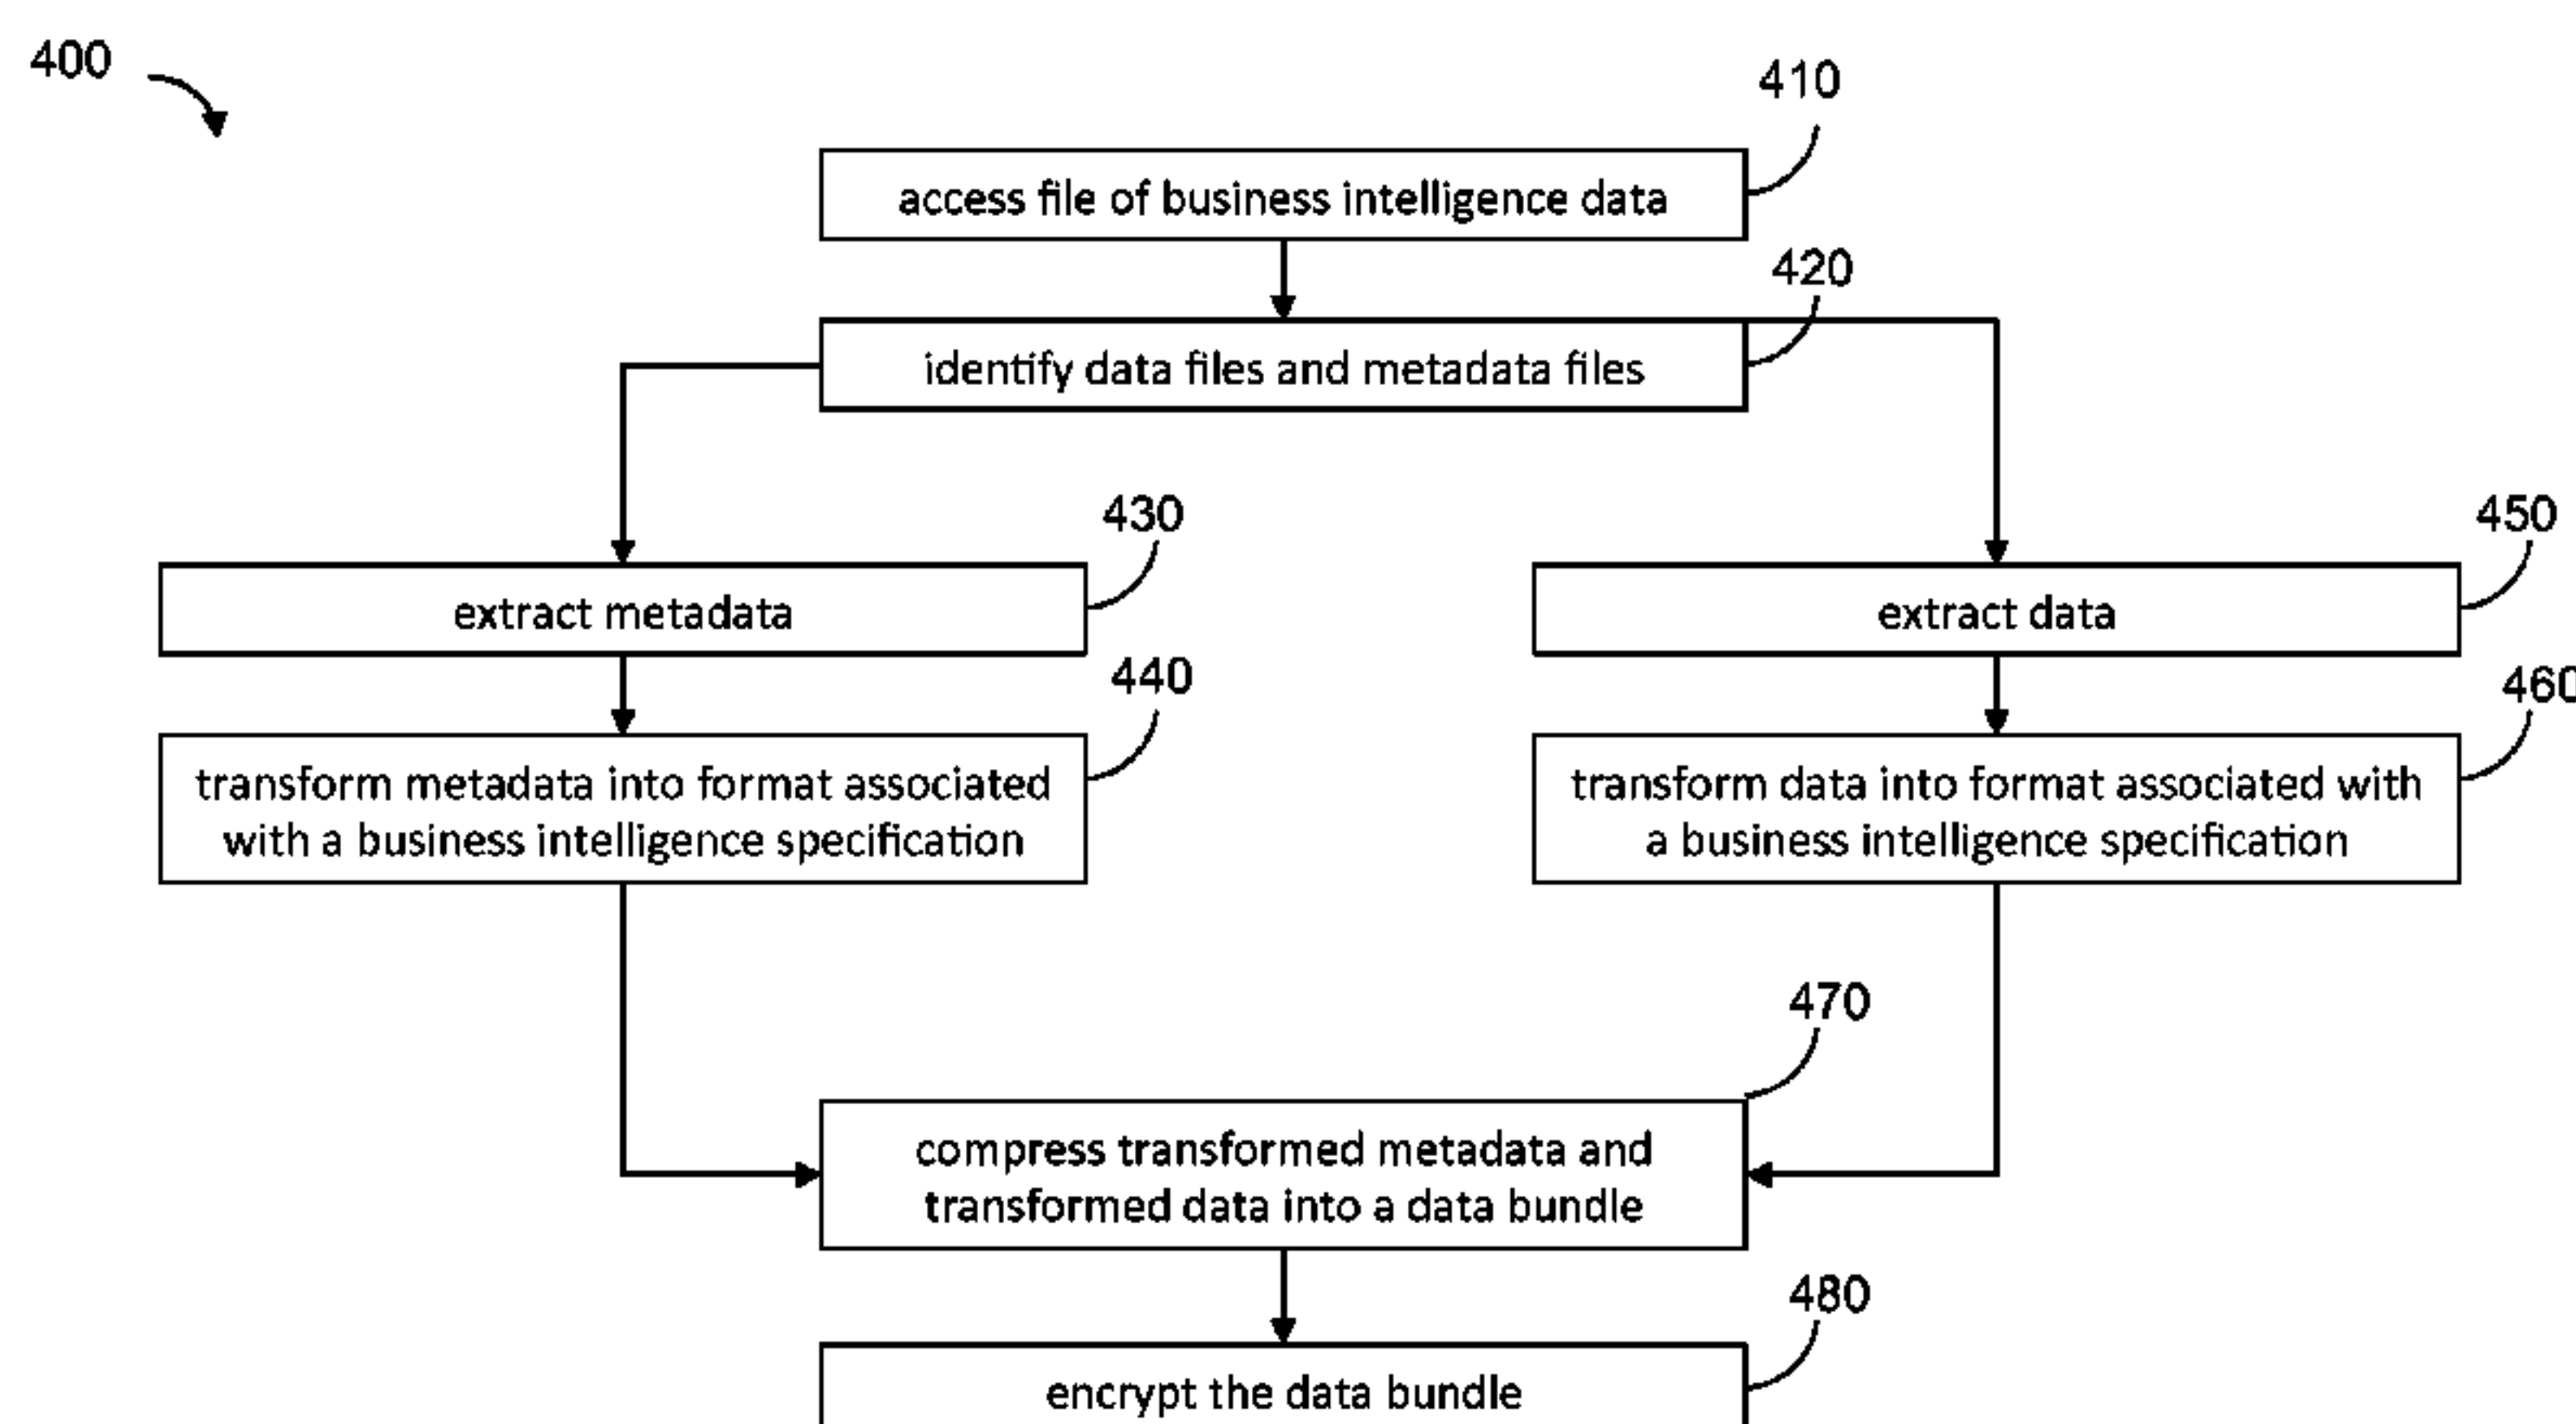 400
410
access file of business intelligence data
420
identify data files and metadata files
430
450
extract metadata
extract data
440
460
transform metadata into format associated
with a business intelligence specification
transform data into format associated with
a business intelligence specification
470
compress transformed metadata and
transformed data into a data bundle
480
encrypt the data bundle